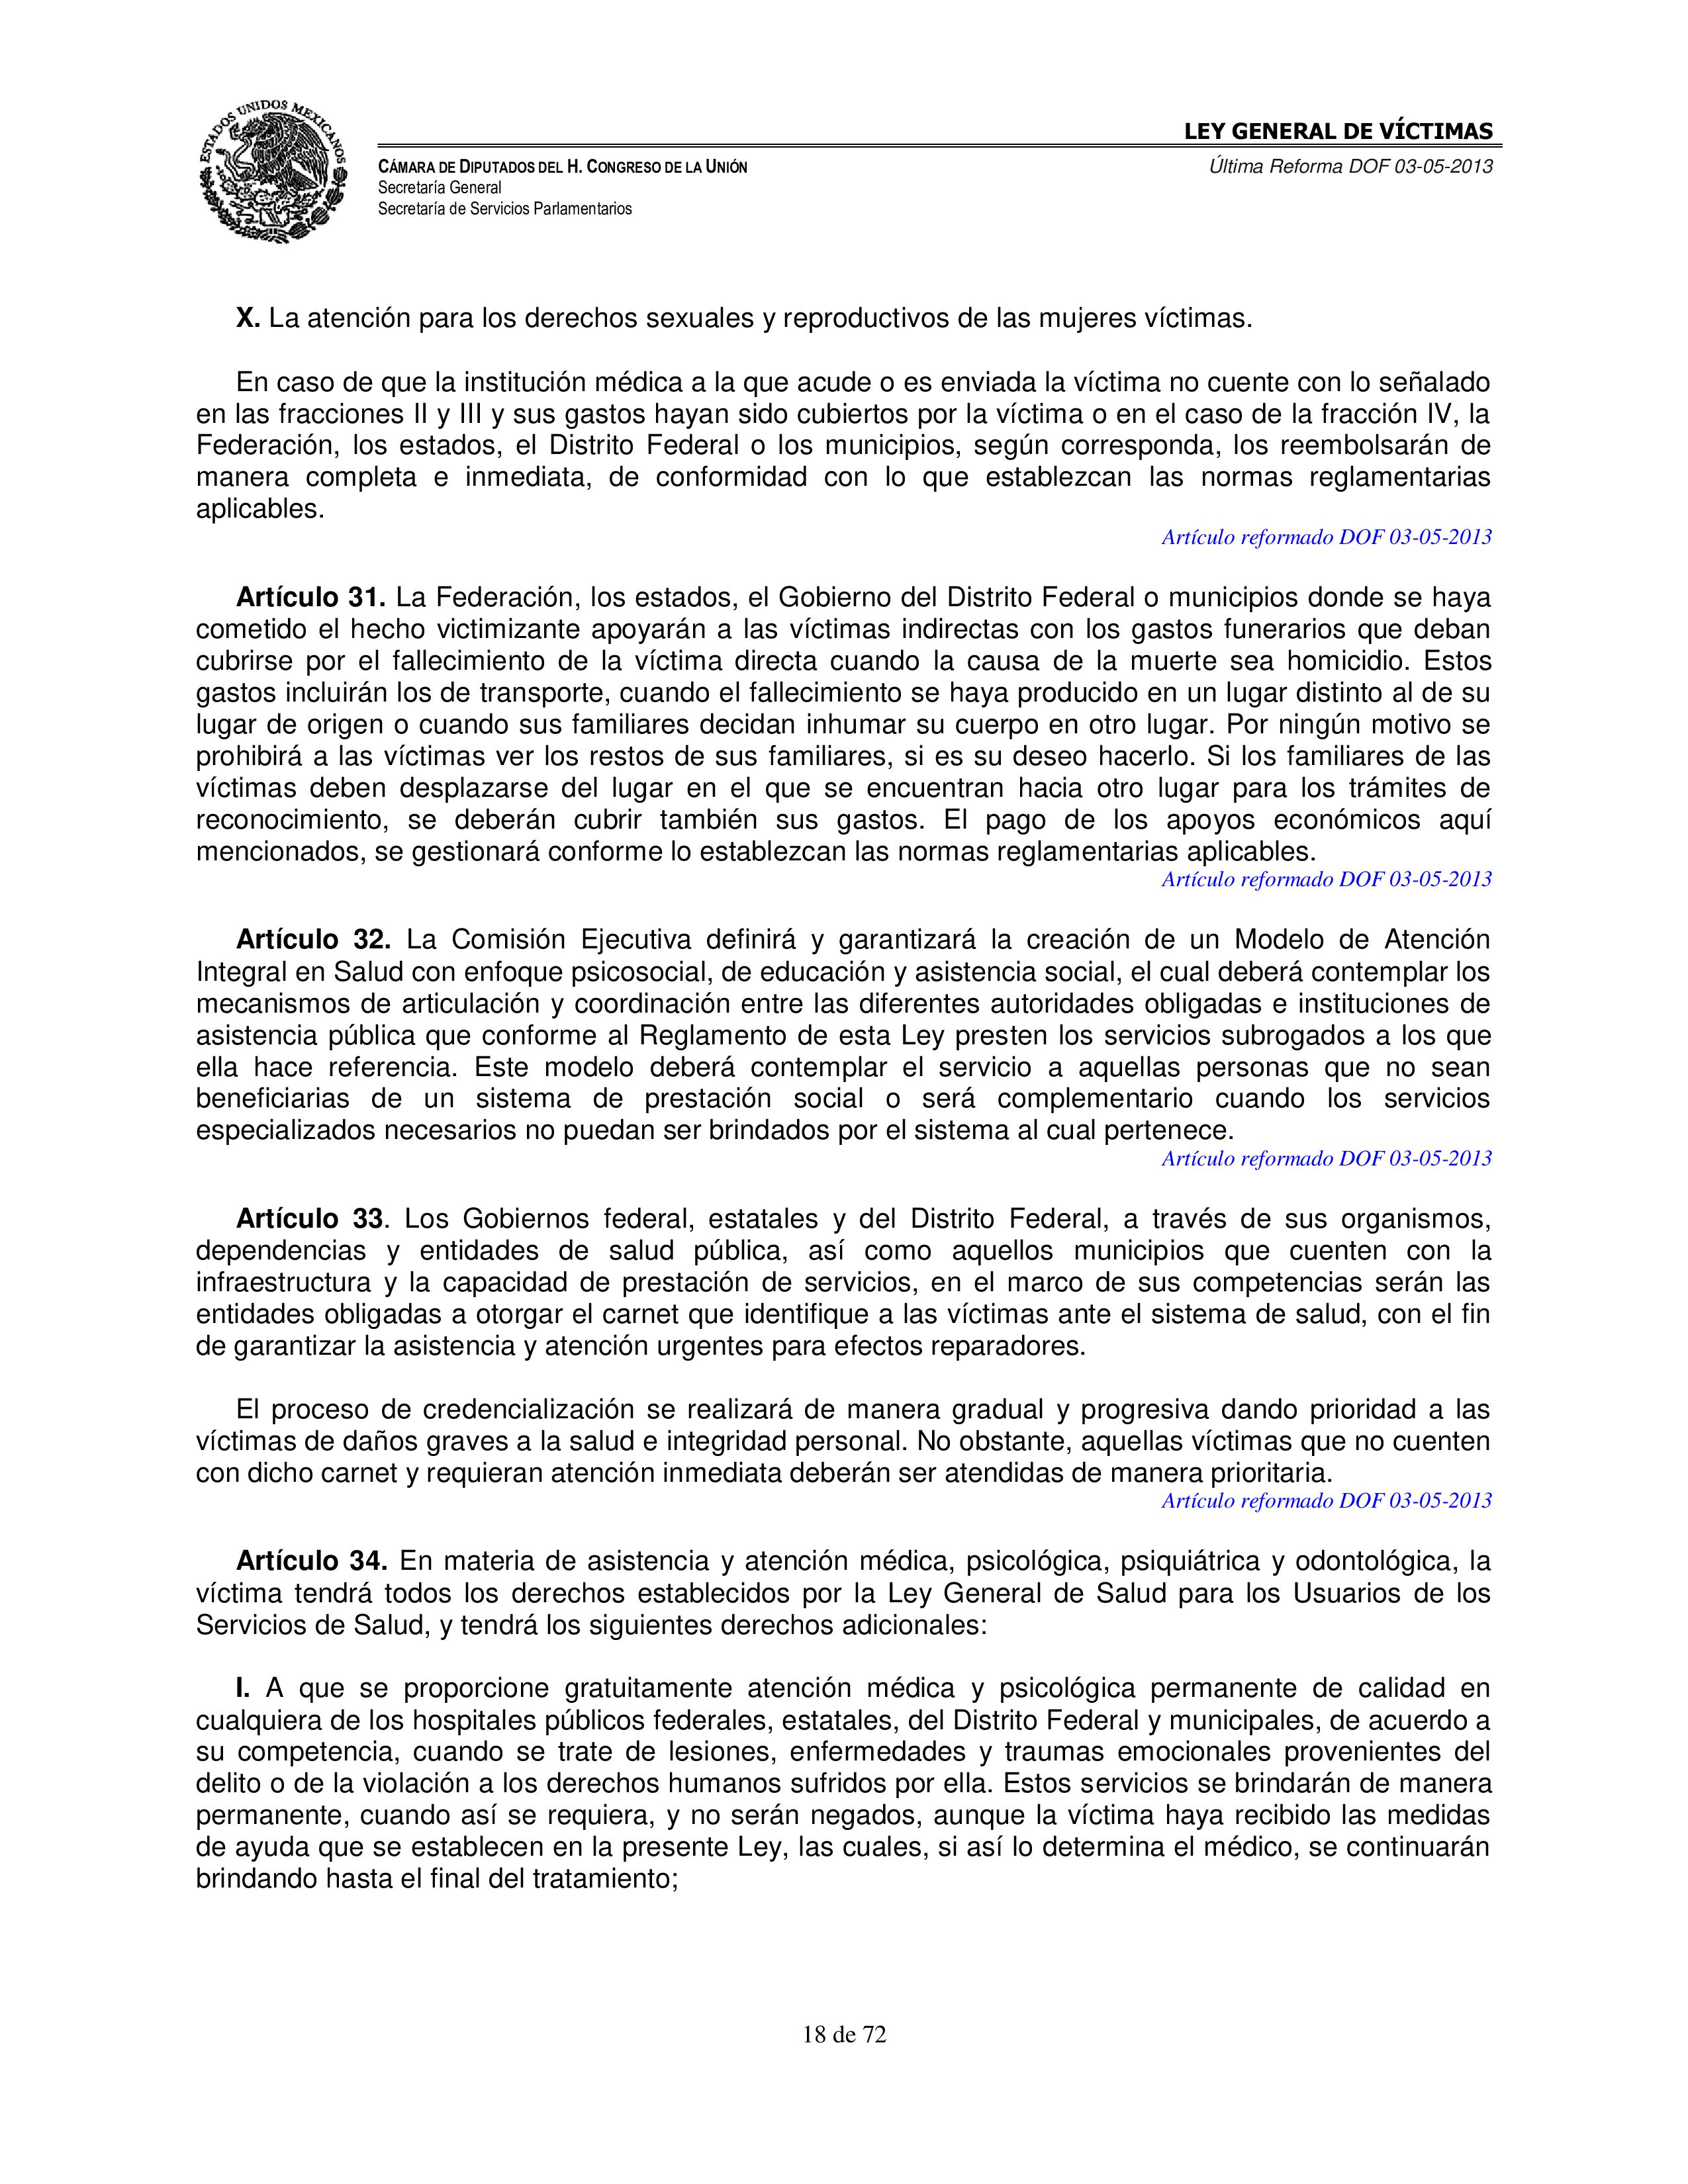 ESTADOS UNIDOS MEXICANOS
LEY GENERAL DE VÍCTIMAS
CÁMARA DE DIPUTADOS DEL H. CONGRESO DE LA UNIÓN
Última Reforma DOF 03-05-2013
Secretaría General
Secretaría de Servicios Parlamentarios
X. La atención para los derechos sexuales y reproductivos de las mujeres víctimas.
En caso de que la institución médica a la que acude o es enviada la víctima no cuente con lo señalado
en las fracciones II y III y sus gastos hayan sido cubiertos por la víctima o en el caso de la fracción IV, la
Federación, los estados, el Distrito Federal o los municipios, según corresponda, los reembolsarán de
manera completa e inmediata, de conformidad con lo que establezcan las normas reglamentarias
aplicables.
Artículo reformado DOF 03-05-2013
Artículo 31. La Federación, los estados, el Gobierno del Distrito Federal o municipios donde se haya
cometido el hecho victimizante apoyarán a las víctimas indirectas con los gastos funerarios que deban
cubrirse por el fallecimiento de la víctima directa cuando la causa de la muerte sea homicidio. Estos
gastos incluirán los de transporte, cuando el fallecimiento se haya producido en un lugar distinto al de su
lugar de origen o cuando sus familiares decidan inhumar su cuerpo en otro lugar. Por ningún motivo se
prohibirá a las víctimas ver los restos de sus familiares, si es su deseo hacerlo. Si los familiares de las
víctimas deben desplazarse del lugar en el que se encuentran hacia otro lugar para los trámites de
reconocimiento, se deberán cubrir también sus gastos. El pago de los apoyos económicos aquí
mencionados, se gestionará conforme lo establezcan las normas reglamentarias aplicables.
Artículo reformado DOF 03-05-2013
Artículo 32. La Comisión Ejecutiva definirá y garantizará la creación de un Modelo de Atención
Integral en Salud con enfoque psicosocial, de educación y asistencia social, el cual deberá contemplar los
mecanismos de articulación y coordinación entre las diferentes autoridades obligadas e instituciones de
asistencia pública que conforme al Reglamento de esta Ley presten los servicios subrogados a los que
ella hace referencia. Este modelo deberá contemplar el servicio a aquellas personas que no sean
beneficiarias de un sistema de prestación social o será complementario cuando los servicios
especializados necesarios no puedan ser brindados por el sistema al cual pertenece.
Artículo reformado DOF 03-05-2013
Artículo 33. Los Gobiernos federal, estatales y del Distrito Federal, a través de sus organismos,
dependencias y entidades de salud pública, así como aquellos municipios que cuenten con la
infraestructura y la capacidad de prestación de servicios, en el marco de sus competencias serán las
entidades obligadas a otorgar el carnet que identifique a las víctimas ante el sistema de salud, con el fin
de garantizar la asistencia y atención urgentes para efectos reparadores.
El proceso de credencialización se realizará de manera gradual y progresiva dando prioridad a las
víctimas de daños graves a la salud e integridad personal. No obstante, aquellas víctimas que no cuenten
con dicho carnet y requieran atención inmediata deberán ser atendidas de manera prioritaria.
Artículo reformado DOF 03-05-2013
Artículo 34. En materia de asistencia y atención médica, psicológica, psiquiátrica y odontológica, la
víctima tendrá todos los derechos establecidos por la Ley General de Salud para los Usuarios de los
Servicios de Salud, y tendrá los siguientes derechos adicionales:
I. A que se proporcione gratuitamente atención médica y psicológica permanente de calidad en
cualquiera de los hospitales públicos federales, estatales, del Distrito Federal y municipales, de acuerdo a
su competencia, cuando se trate de lesiones, enfermedades y traumas emocionales provenientes del
delito o de la violación a los derechos humanos sufridos por ella. Estos servicios se brindarán de manera
permanente, cuando así se requiera, y no serán negados, aunque la víctima haya recibido las medidas
de ayuda que se establecen en la presente Ley, las cuales, si así lo determina el médico, se continuarán
brindando hasta el final del tratamiento;
18 de 72